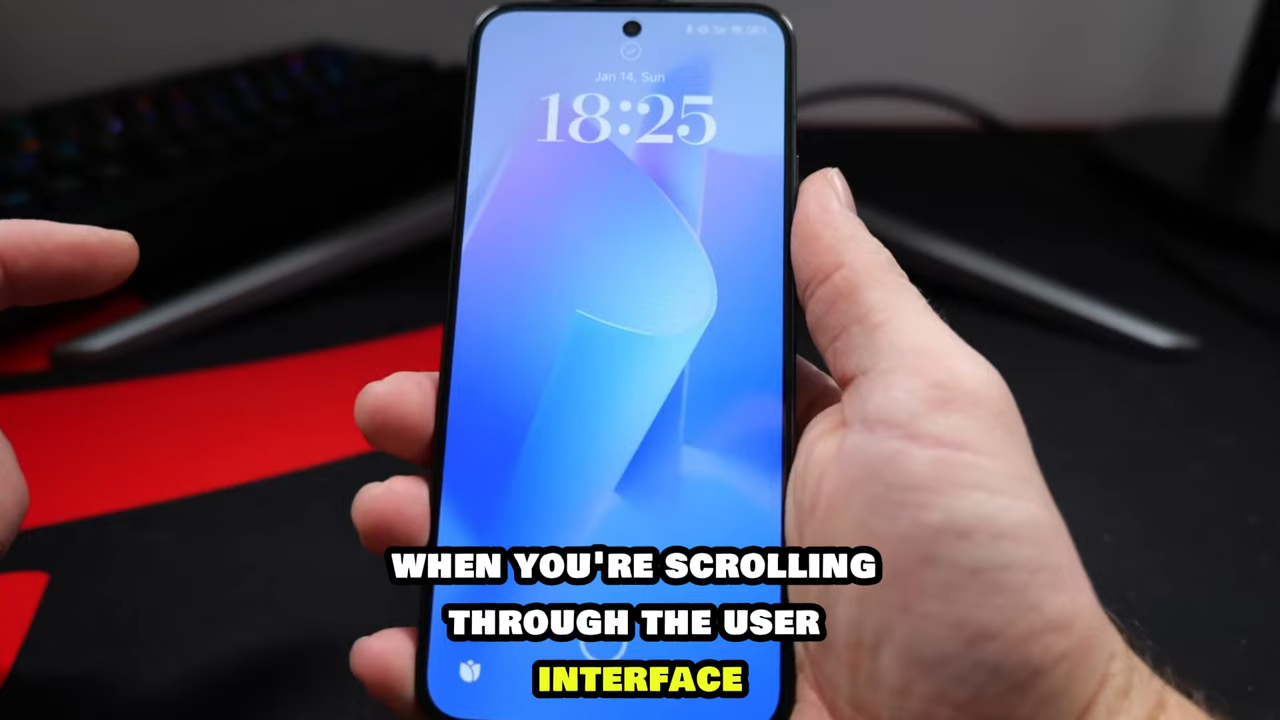 Jan 14, Sun
18:25
WHEN YOU'RE SCROLLING
THROUGH THE USER
INTERFACE